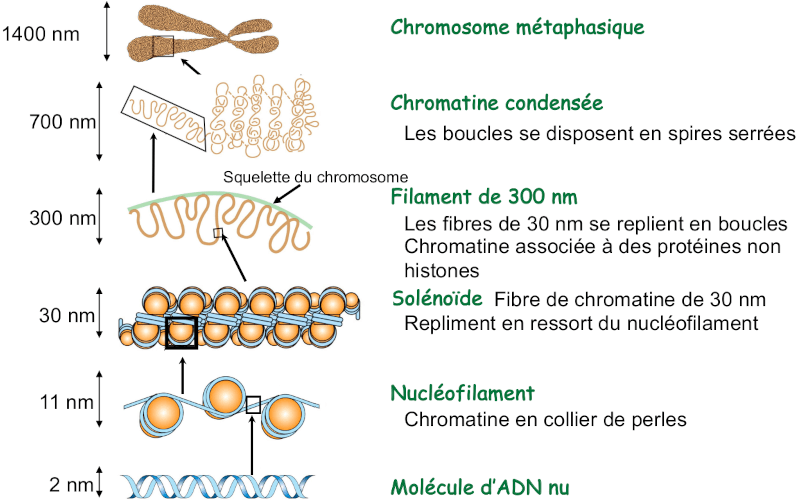 1400 nm
Chromosome métaphasique
700 nm
Chromatine condensée
Les boucles se disposent en spires serrées
Squelette du chromosome
300 nm
Filament de 300 nm
Les fibres de 30 nm se replient en boucles
Chromatine associée à des protéines non
histones
30 nm
Solénoïde Fibre de chromatine de 30 nm
Repliment en ressort du nucléofilament
11 nm
Nucléofilament
Chromatine en collier de perles
2 nm
Molécule d'ADN nu